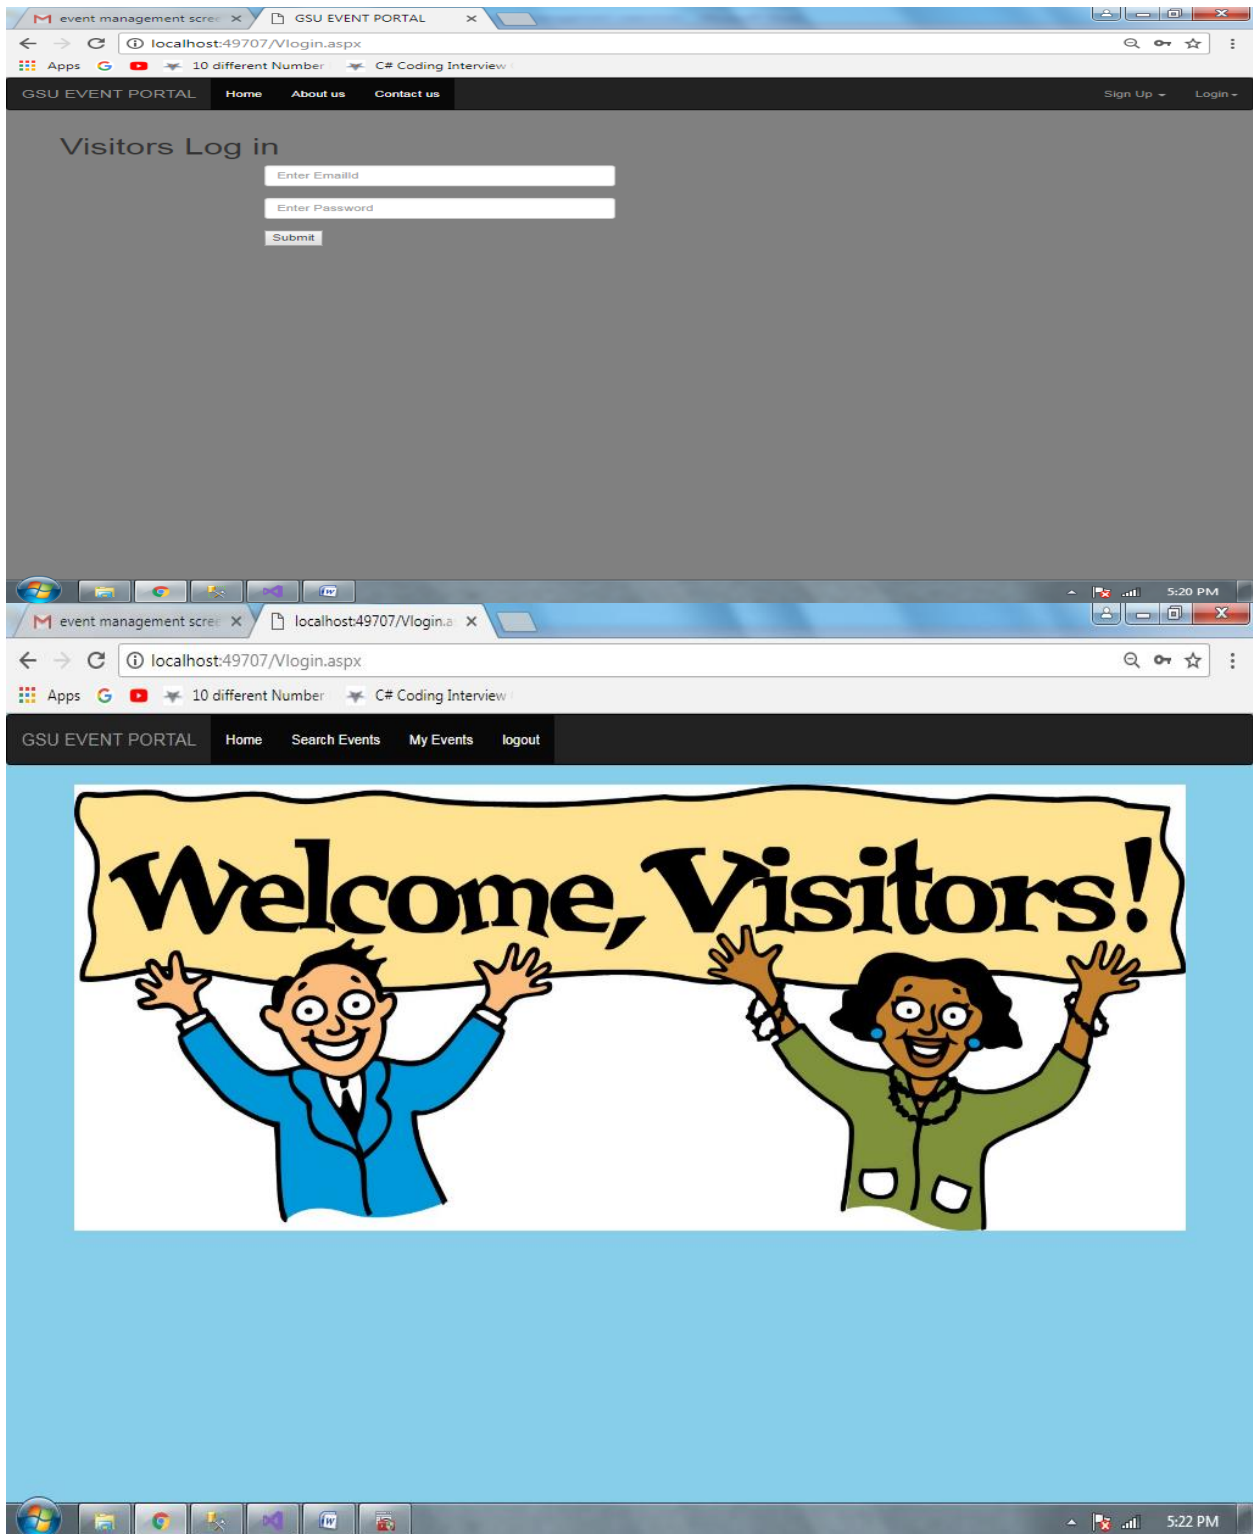 event management scree GSU EVENT PORTAL
localhost:49707/Vlogin.aspx
Apps 10 different Number C# Coding Interview
GSU EVENT PORTAL Home About us Contact us Sign Up Login
Visitors Log in
Enter EmailId
Enter Password
Submit
5:20 PM
event management scree localhost:49707/Vlogin.a
localhost:49707/Vlogin.aspx
Apps 10 different Number C# Coding Interview
GSU EVENT PORTAL Home Search Events My Events logout
Welcome, Visitors!
5:22 PM